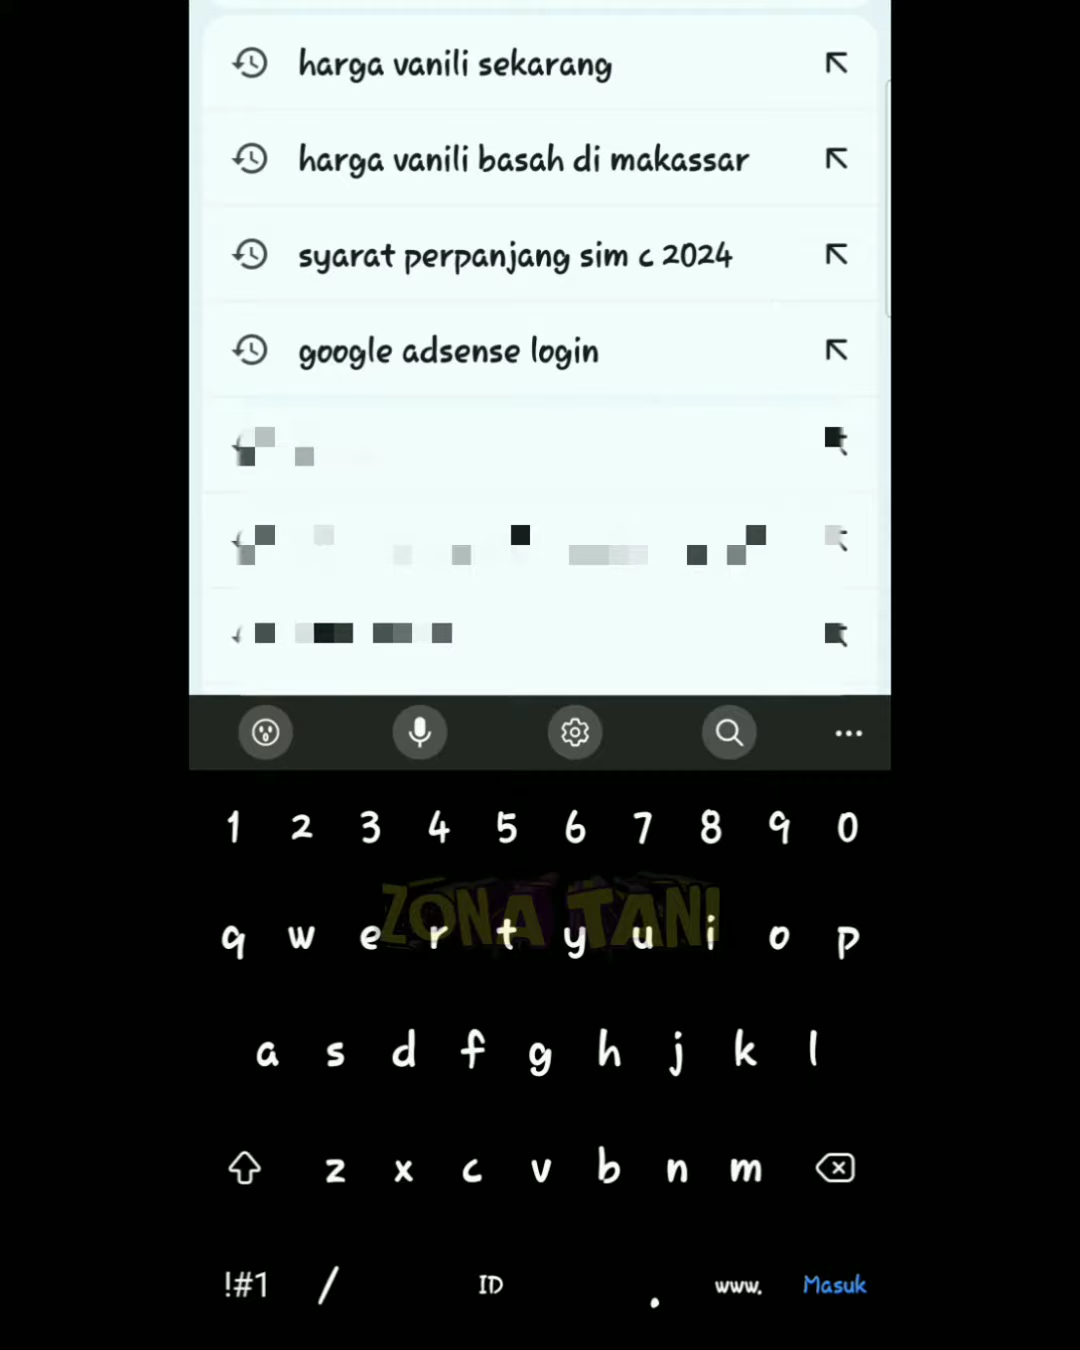 harga vanili sekarang
harga vanili basah di makassar
syarat perpanjang sim c 2024
google adsense login
1 2 3 4 5 6 7 8 9 0
ZONA TANI
q w e r t y u i o p
a s d f g h j k l
z x c v b n m
!#1 / ID . www. Masuk